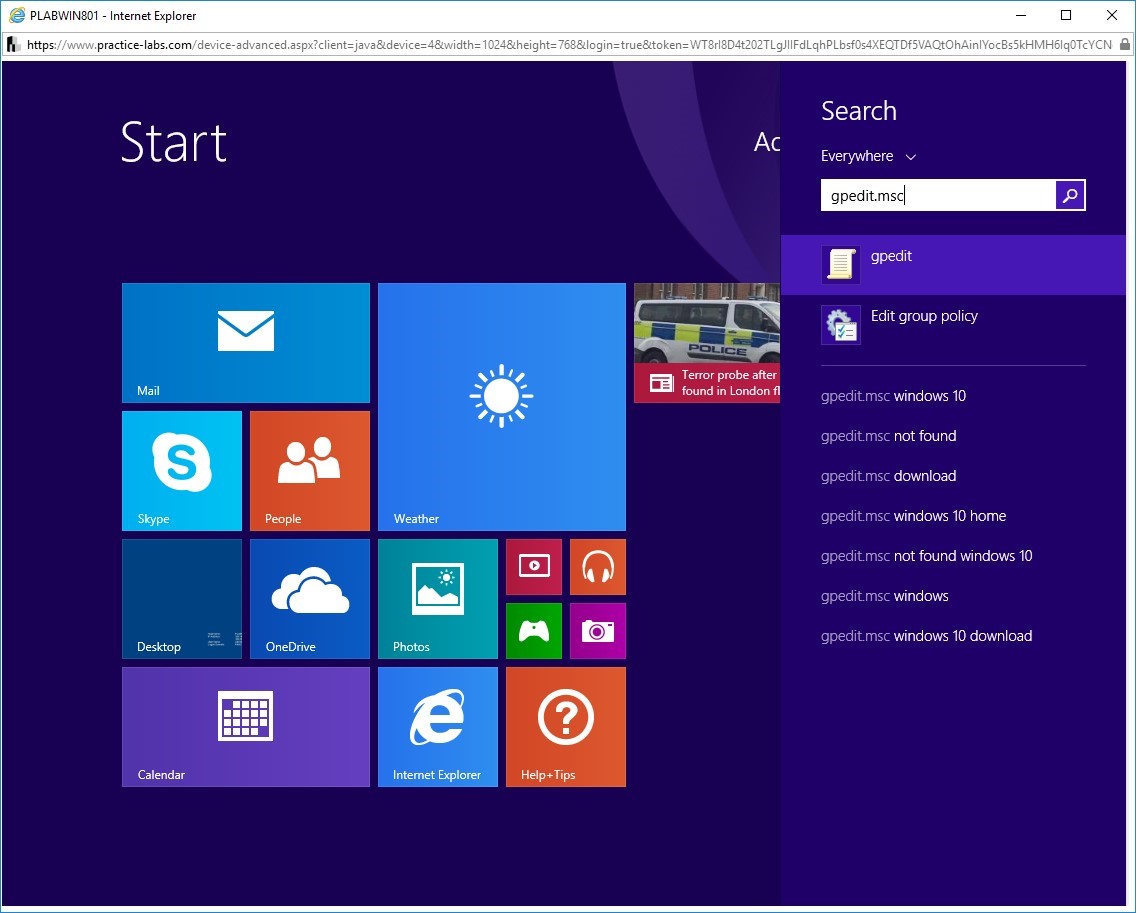 PLABWIN801 - Internet Explorer
https://www.practice-labs.com/device-advanced.aspx?client=java&device=4&width=1024&height=768&login=true&token=
Start
Ac
Search
Everywhere
gpedit.msc
gpedit
Edit group policy
gpedit.msc windows 10
gpedit.msc not found
gpedit.msc download
gpedit.msc windows 10 home
gpedit.msc not found windows 10
gpedit.msc windows
gpedit.msc windows 10 download
POLICE
Terror probe after
found in London fl
Mail
Skype
People
Weather
Desktop
OneDrive
Photos
Calendar
Internet Explorer
Help+Tips